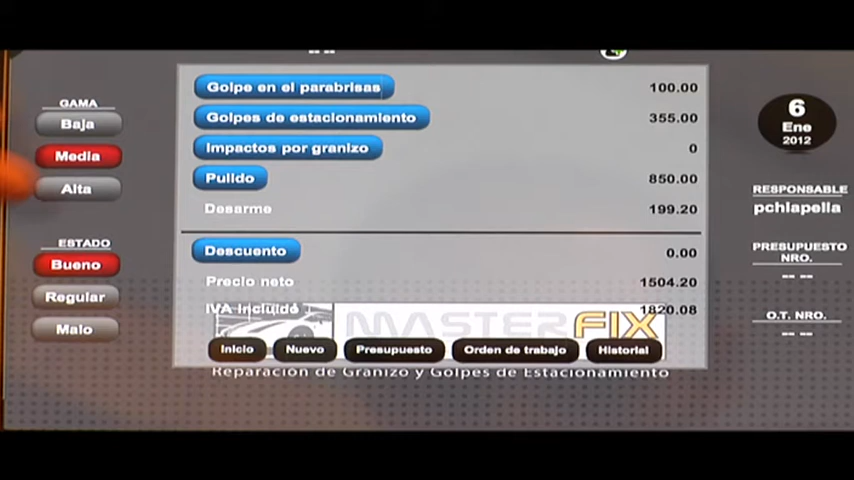 GAMA
Baja
Media
Alta
ESTADO
Bueno
Regular
Malo
Golpe en el parabrisas 100.00
Golpes de estacionamiento 355.00
Impactos por granizo 0
Pulido 850.00
Desarme 199.20
Descuento 0.00
Precio neto 1504.20
IVA incluido 1820.08
MASTERFIX
Inicio Nuevo Presupuesto Orden de trabajo Historial
Reparación de Granizo y Golpes de Estacionamiento
6
Ene
2012
RESPONSABLE
pchiapella
PRESUPUESTO
NRO.
-- --
O.T. NRO.
-- --